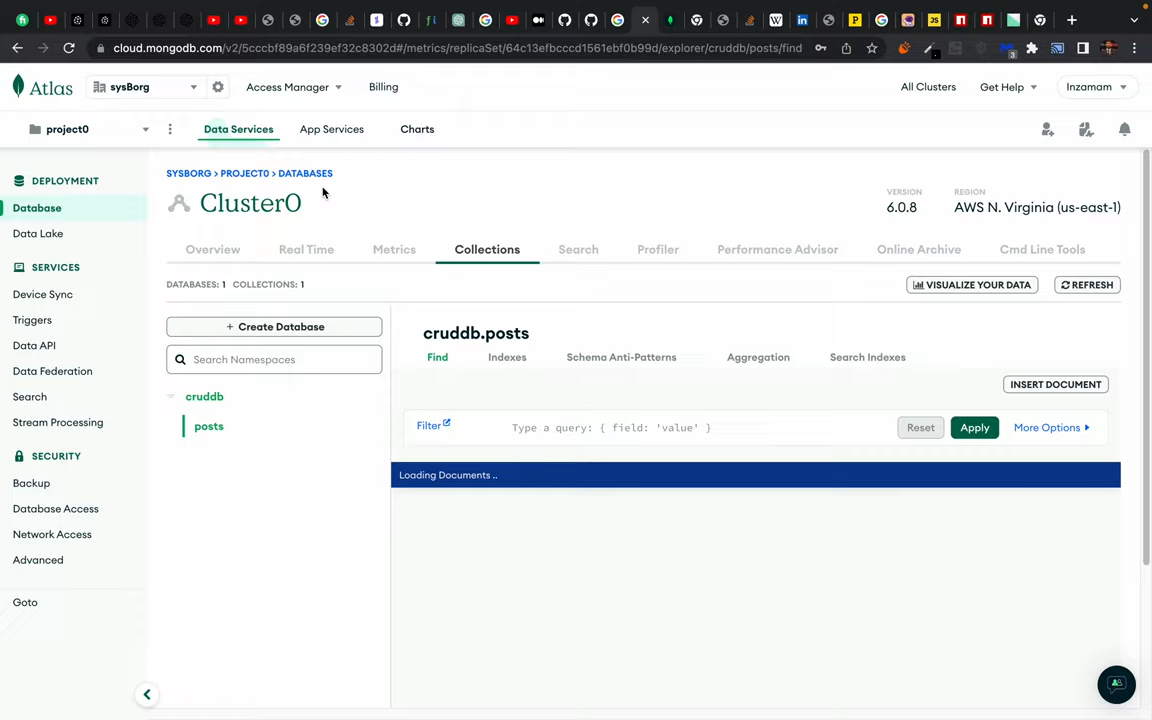 cloud.mongodb.com/v2/5cccbf89a6f239ef32c8302d#/metrics/replicaSet/64c13efbcccd1561ebf0b99d/explorer/cruddb/posts/find
3
Atlas
sysBorg
Access Manager
Billing
All Clusters
Get Help
Inzamam
project0
Data Services
App Services
Charts
DEPLOYMENT
Database
Data Lake
SERVICES
Device Sync
Triggers
Data API
Data Federation
Search
Stream Processing
SECURITY
Backup
Database Access
Network Access
Advanced
Goto
SYSBORG > PROJECT0 > DATABASES
Cluster0
VERSION
6.0.8
REGION
AWS N. Virginia (us-east-1)
Overview
Real Time
Metrics
Collections
Search
Profiler
Performance Advisor
Online Archive
Cmd Line Tools
DATABASES: 1 COLLECTIONS: 1
VISUALIZE YOUR DATA
REFRESH
+ Create Database
Search Namespaces
cruddb
posts
cruddb.posts
Find
Indexes
Schema Anti-Patterns
Aggregation
Search Indexes
INSERT DOCUMENT
Filter
Type a query: { field: 'value' }
Reset
Apply
More Options
Loading Documents ..